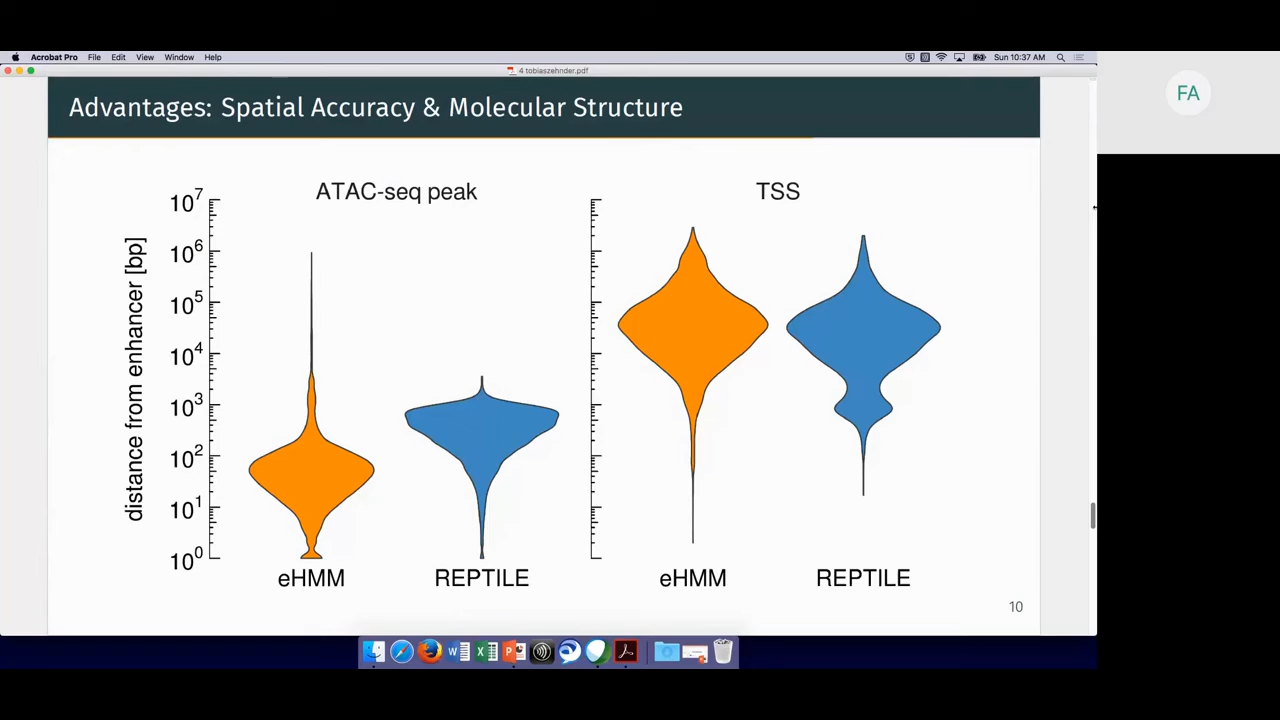 Acrobat Pro File Edit View Window Help Sun 10:37 AM
4 tobiaszehnder.pdf
FA
Advantages: Spatial Accuracy & Molecular Structure
ATAC-seq peak TSS
distance from enhancer [bp]
10⁷
10⁶
10⁵
10⁴
10³
10²
10¹
10⁰
eHMM REPTILE eHMM REPTILE
10